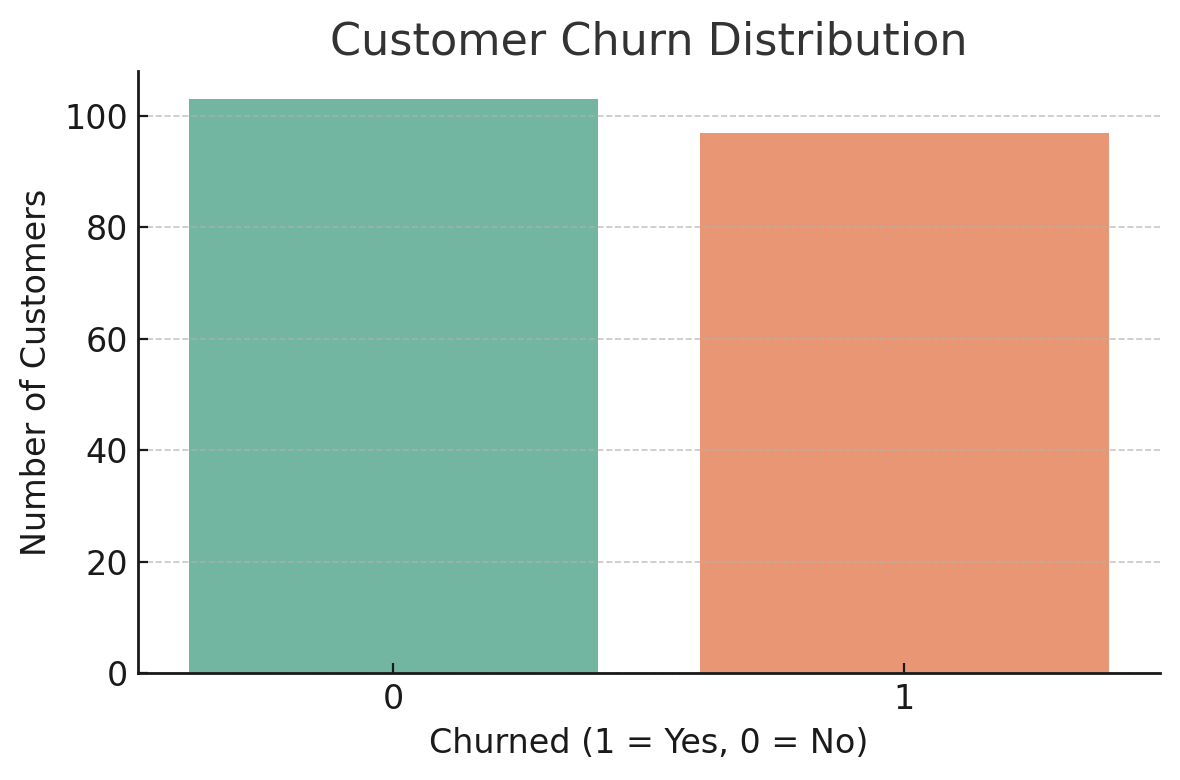 Customer Churn Distribution
Number of Customers
100
80
60
40
20
0
0 1
Churned (1 = Yes, 0 = No)